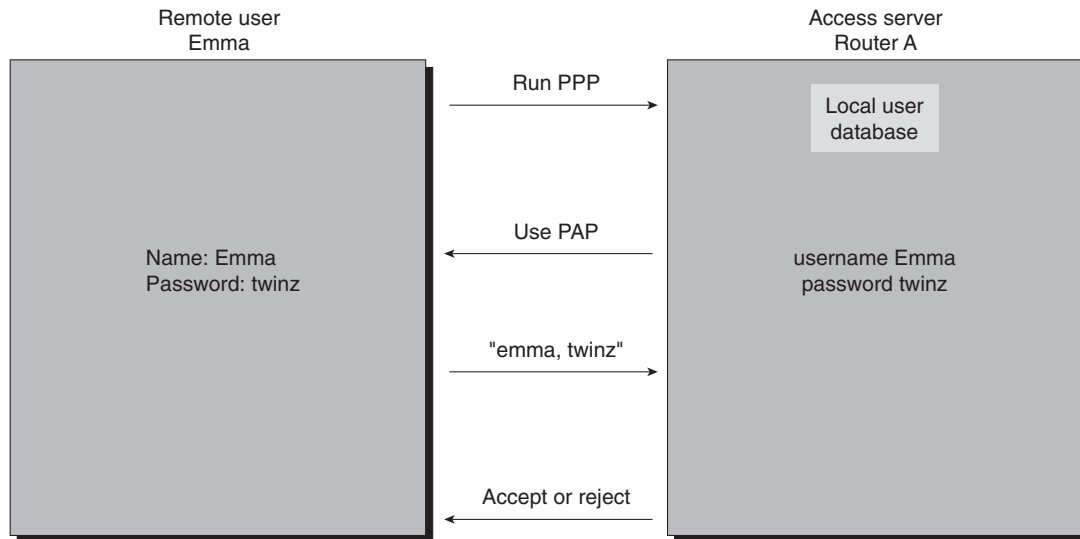 Remote user
Emma
Access server
Router A
Run PPP
Local user
database
Use PAP
Name: Emma
Password: twinz
username Emma
password twinz
"emma, twinz"
Accept or reject